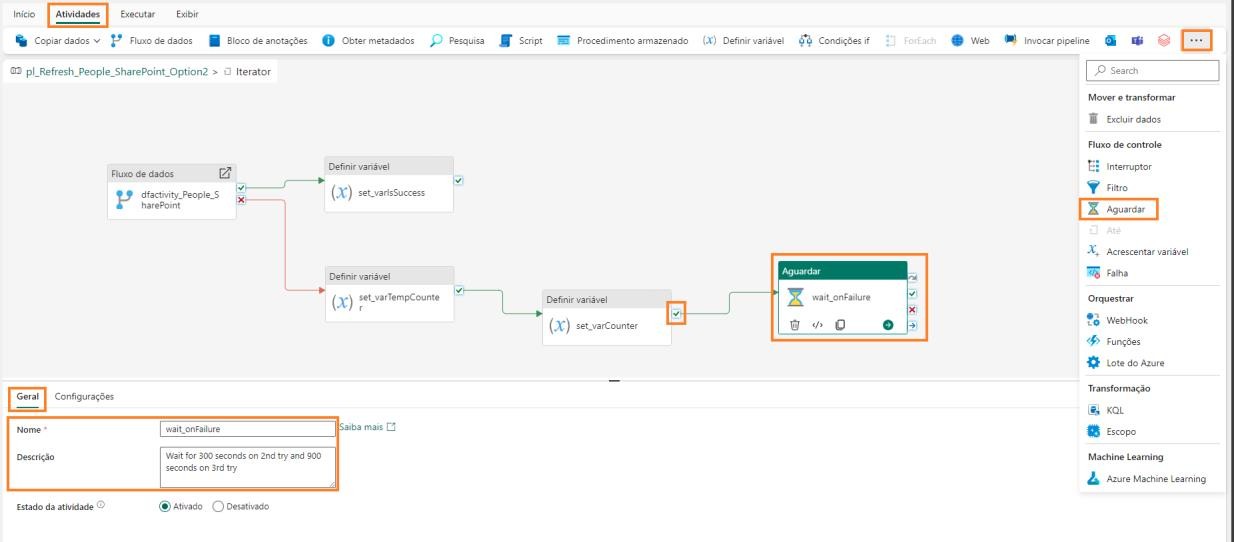 Início Atividades Executar Exibir
Copiar dados Fluxo de dados Bloco de anotações Obter metadados Pesquisa Script Procedimento armazenado (x) Definir variável Condições if ForEach Web Invocar pipeline ...
pl_Refresh_People_SharePoint_Option2 > Iterator
Search
Mover e transformar
Excluir dados
Fluxo de controle
Interruptor
Filtro
Aguardar
Até
Acrescentar variável
Falha
Orquestrar
WebHook
Funções
Lote do Azure
Transformação
KQL
Escopo
Machine Learning
Azure Machine Learning
Fluxo de dados
dfactivity_People_S
harePoint
Definir variável
(x) set_varIsSuccess
Definir variável
(x) set_varTempCounte
r
Definir variável
(x) set_varCounter
Aguardar
wait_onFailure
Geral Configurações
Nome * wait_onFailure Saiba mais
Descrição Wait for 300 seconds on 2nd try and 900
seconds on 3rd try
Estado da atividade Ativado Desativado